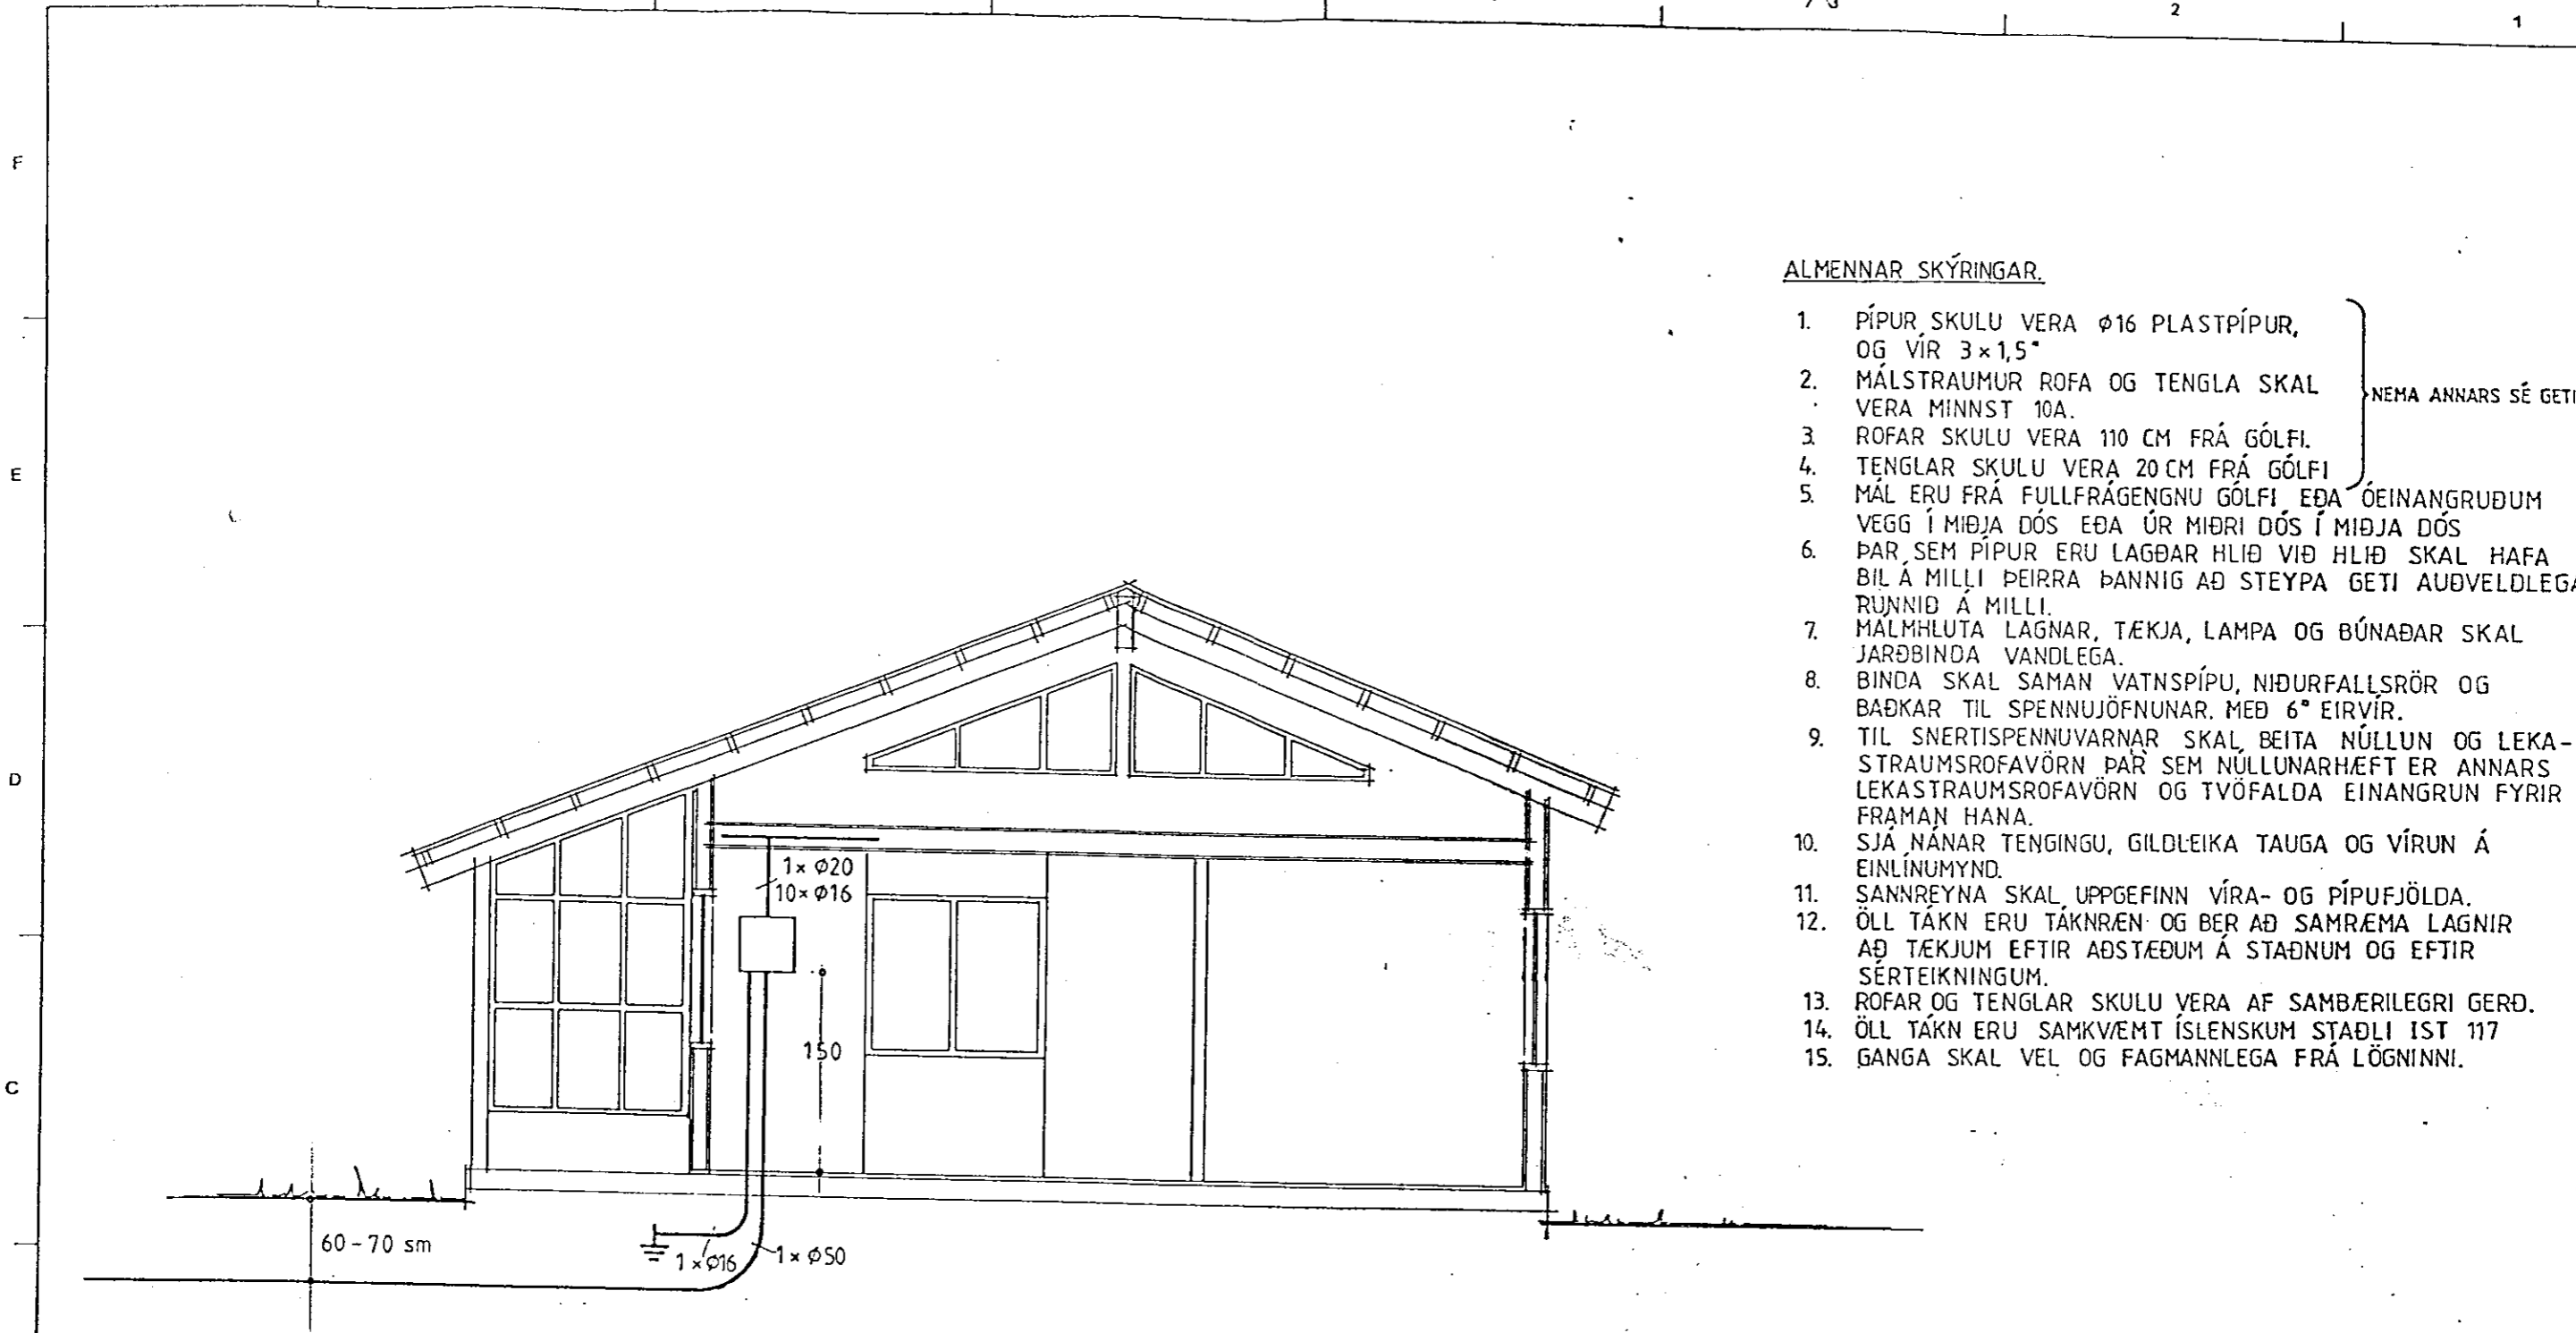 2
1
F
E
D
C
ALMENNAR SKÝRINGAR.
1. PÍPUR SKULU VERA ø16 PLASTPÍPUR,
OG VÍR 3×1,5▫
2. MÁLSTRAUMUR ROFA OG TENGLA SKAL
VERA MINNST 10A.
3. ROFAR SKULU VERA 110 CM FRÁ GÓLFI.
4. TENGLAR SKULU VERA 20 CM FRÁ GÓLFI
NEMA ANNARS SÉ
5. MÁL ERU FRÁ FULLFRÁGENGNU GÓLFI EÐA ÓEINANGRUÐUM
VEGG Í MIÐJA DÓS EÐA ÚR MIÐRI DÓS Í MIÐJA DÓS
6. ÞAR SEM PÍPUR ERU LAGÐAR HLIÐ VIÐ HLIÐ SKAL HAFA
BIL Á MILLI ÞEIRRA ÞANNIG AÐ STEYPA GETI AUÐVELDLEGA
RUNNIÐ Á MILLI.
7. MÁLMHLUTA LAGNAR, TÆKJA, LAMPA OG BÚNAÐAR SKAL
JARÐBINDA VANDLEGA.
8. BINDA SKAL SAMAN VATNSPÍPU, NIÐURFALLSRÖR OG
BAÐKAR TIL SPENNUJÖFNUNAR. MEÐ 6▫ EIRVÍR.
9. TIL SNERTISPENNUVARNAR SKAL BEITA NÚLLUN OG LEKA-
STRAUMSROFAVÖRN ÞAR SEM NÚLLUNARHÆFT ER ANNARS
LEKASTRAUMSROFAVÖRN OG TVÖFALDA EINANGRUN FYRIR
FRAMAN HANA.
10. SJÁ NÁNAR TENGINGU, GILDLEIKA TAUGA OG VÍRUN Á
EINLÍNUMYND.
11. SANNREYNA SKAL UPPGEFINN VÍRA- OG PÍPUFJÖLDA.
12. ÖLL TÁKN ERU TÁKNRÆN OG BER AÐ SAMRÆMA LAGNIR
AÐ TÆKJUM EFTIR AÐSTÆÐUM Á STAÐNUM OG EFTIR
SÉRTEIKNINGUM.
13. ROFAR OG TENGLAR SKULU VERA AF SAMBÆRILEGRI GERÐ.
14. ÖLL TÁKN ERU SAMKVÆMT ÍSLENSKUM STAÐLI IST 117
15. GANGA SKAL VEL OG FAGMANNLEGA FRÁ LÖGNINNI.
1× ø20
10× ø16
150
60-70 sm
1× ø16
1× ø50